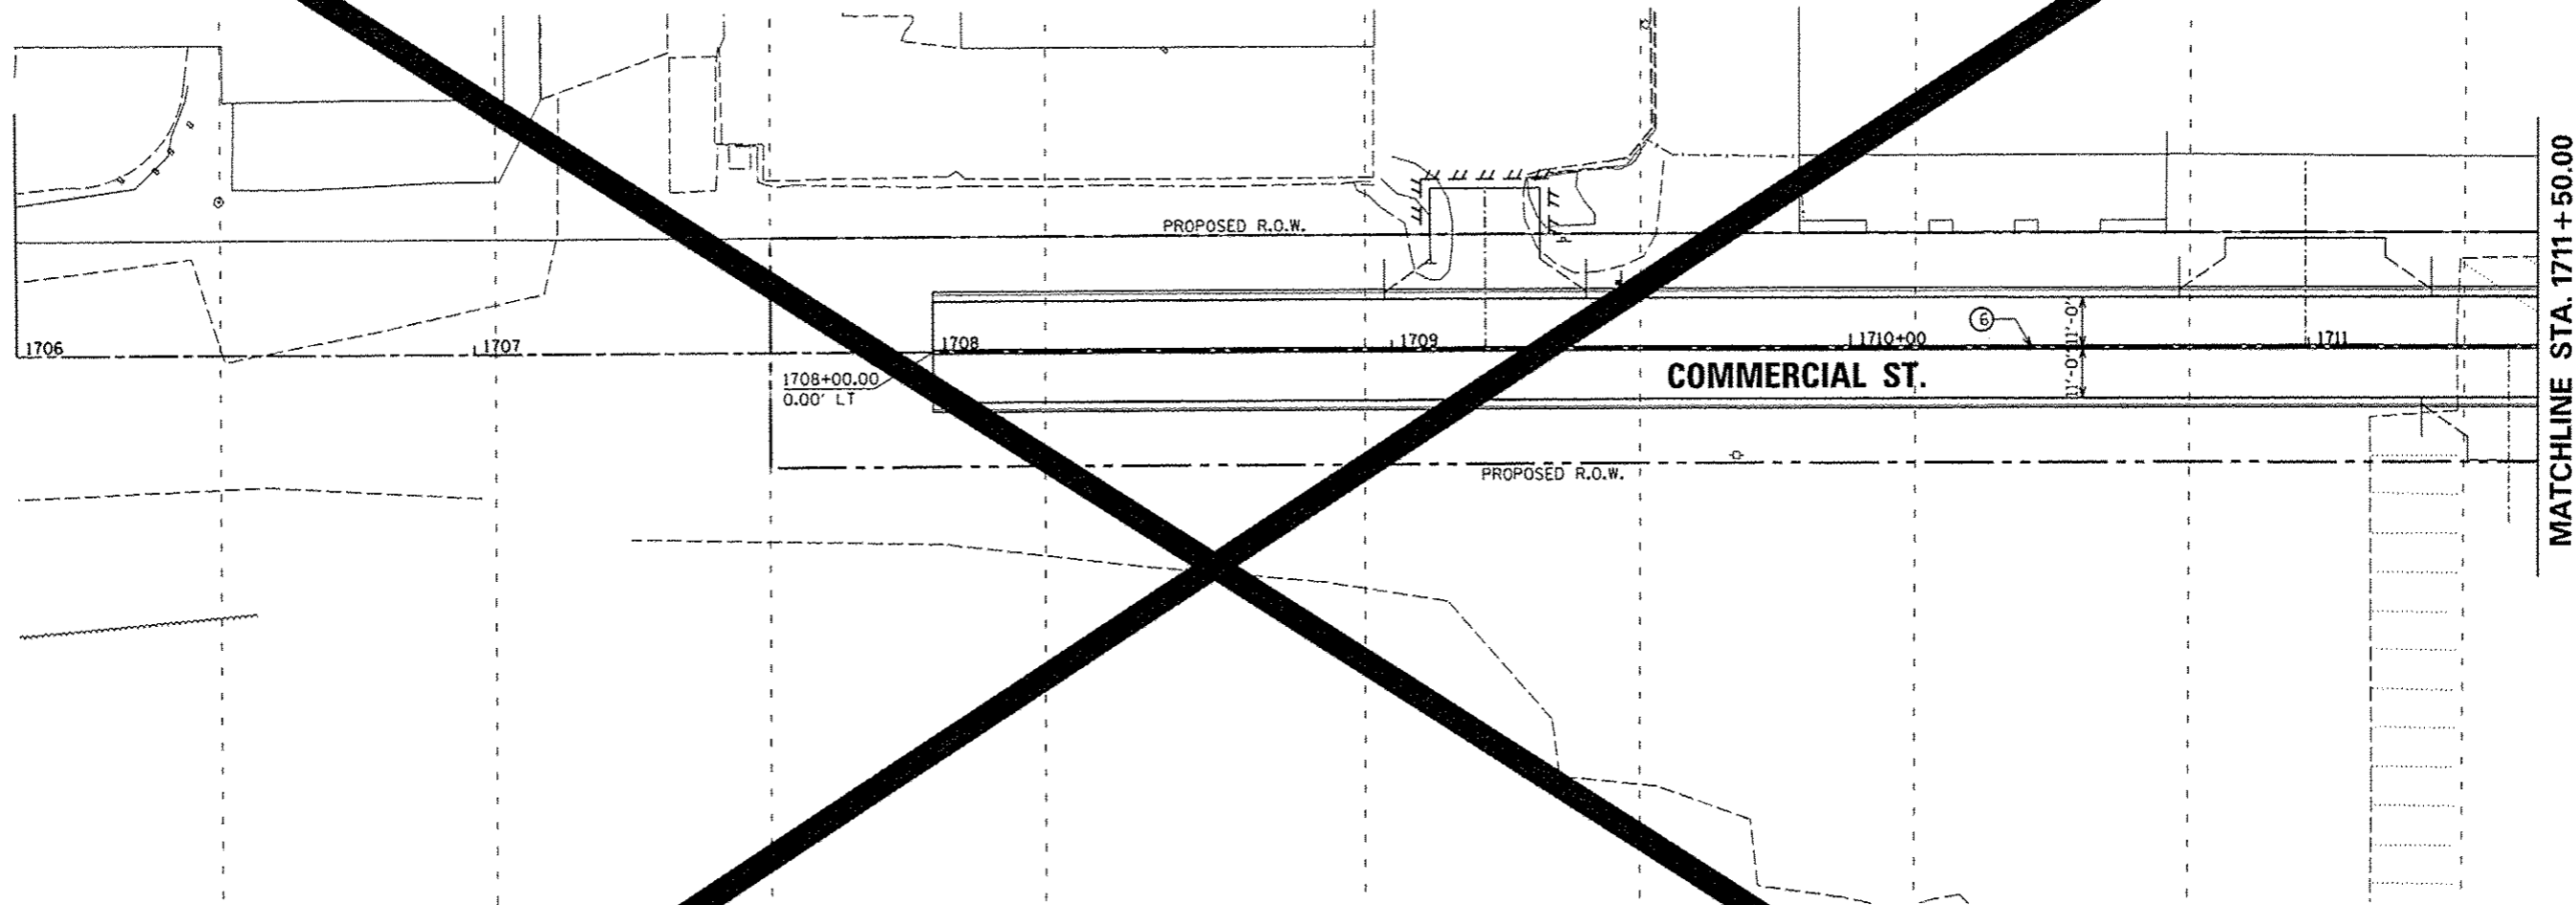 PROPOSED R.O.W.
MATCHLINE STA. 1711+50.00
1706
1707
1708
1709
1710+00
6
1711
11'-0"
11'-0"
1708+00.00
0.00' LT
COMMERCIAL ST.
PROPOSED R.O.W.